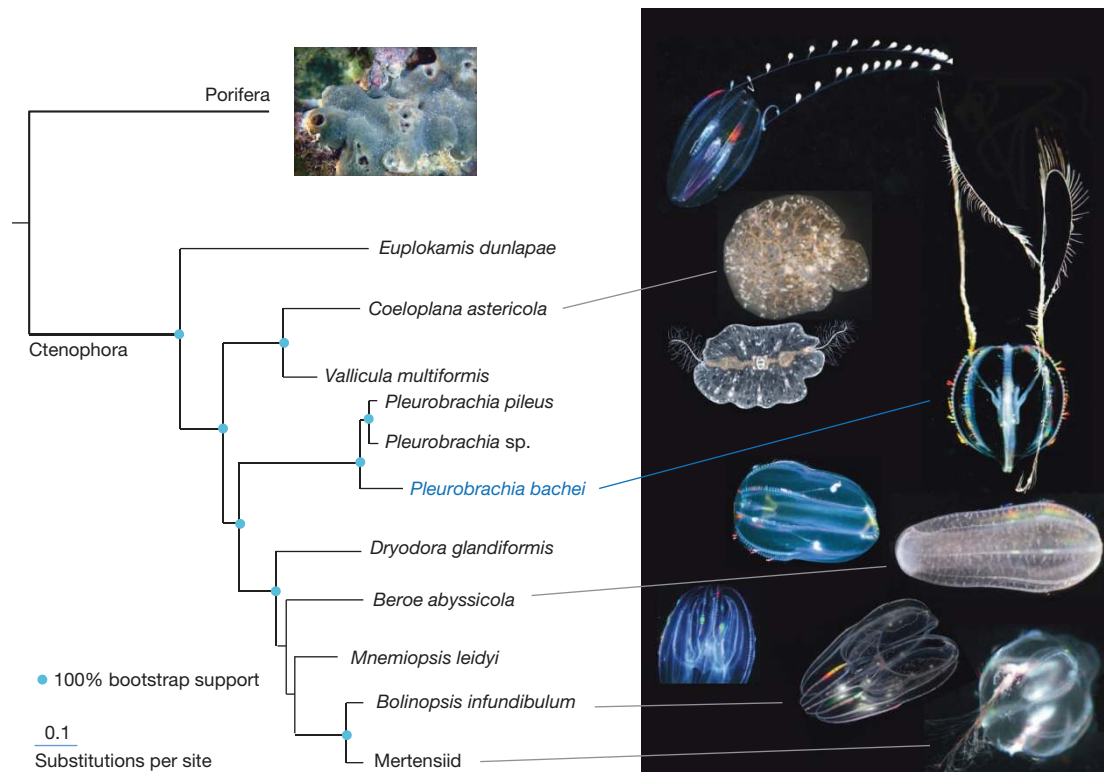 Porifera
Euplokamis dunlapae
Coeloplana astericola
Ctenophora
Vallicula multiformis
Pleurobrachia pileus
Pleurobrachia sp.
Pleurobrachia bachei
Dryodora glandiformis
Beroe abyssicola
Mnemiopsis leidyi
100% bootstrap support
Bolinopsis infundibulum
0.1
Substitutions per site
Mertensiid